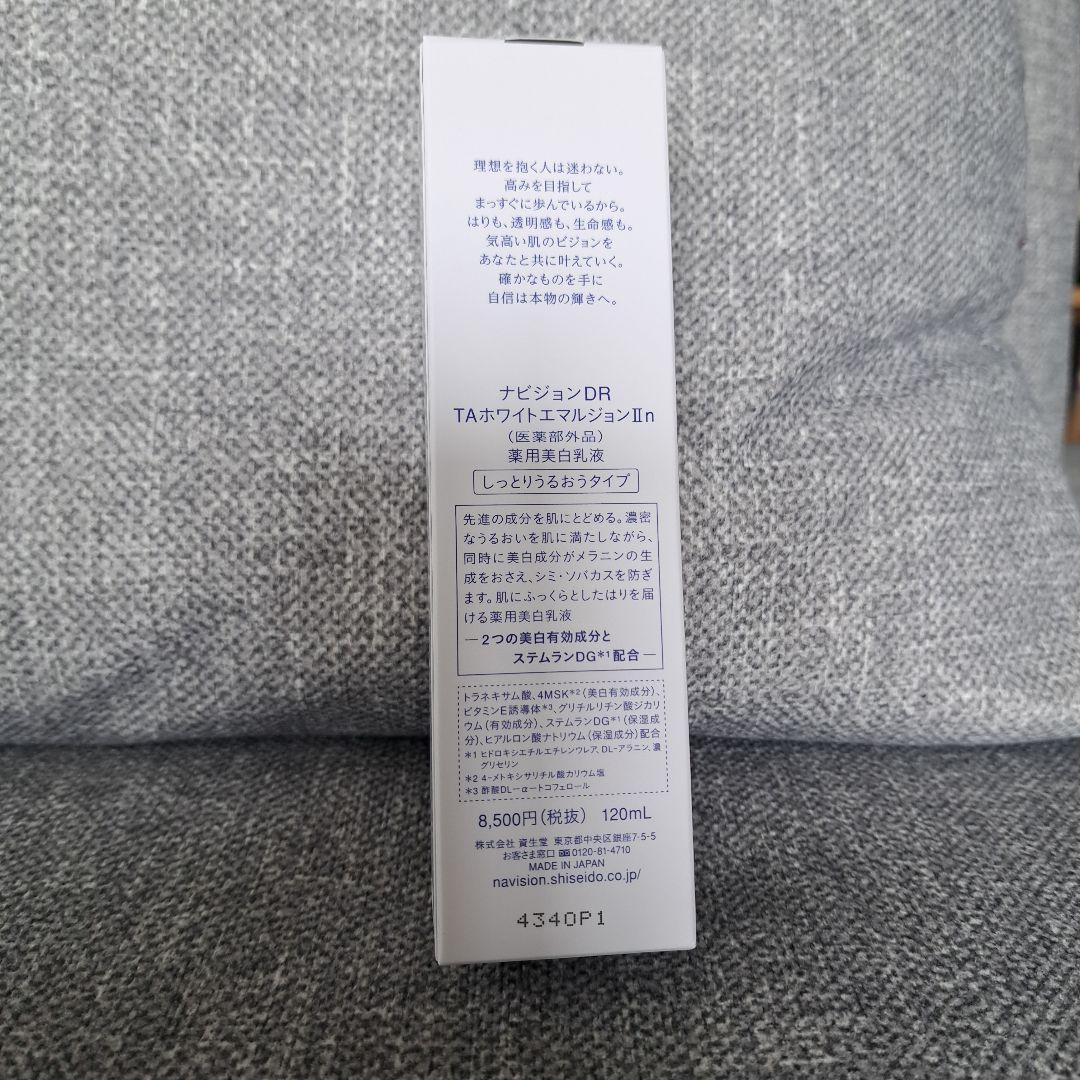 理想を抱く人は迷わない。
高みを目指して
まっすぐに歩んでいるから。
はりも、透明感も、生命感も。
気高い肌のビジョンを
あなたと共に叶えていく。
確かなものを手に
自信は本物の輝きへ。
ナビジョンDR
TAホワイトエマルジョンⅡn
（医薬部外品）
薬用美白乳液
しっとりうるおうタイプ
先進の成分を肌にとどめる。濃密
なうるおいを肌に満たしながら、
同時に美白成分がメラニンの生
成をおさえ、シミ・ソバカスを防ぎ
ます。肌にふっくらとしたはりを届
ける薬用美白乳液
―2つの美白有効成分と
ステムランDG*1配合―
トラネキサム酸、4MSK*2（美白有効成分）、
ビタミンE誘導体*3、グリチルリチン酸ジカリ
ウム（有効成分）、ステムランDG*1（保湿成
分）、ヒアルロン酸ナトリウム（保湿成分）配合
*1 ヒドロキシエチルエチレンウレア、DL-アラニン、濃
グリセリン
*2 4-メトキシサリチル酸カリウム塩
*3 酢酸DL-α-トコフェロール
8,500円（税抜） 120mL
株式会社 資生堂 東京都中央区銀座7-5-5
お客さま窓口 0120-81-4710
MADE IN JAPAN
navision.shiseido.co.jp/
4340P1